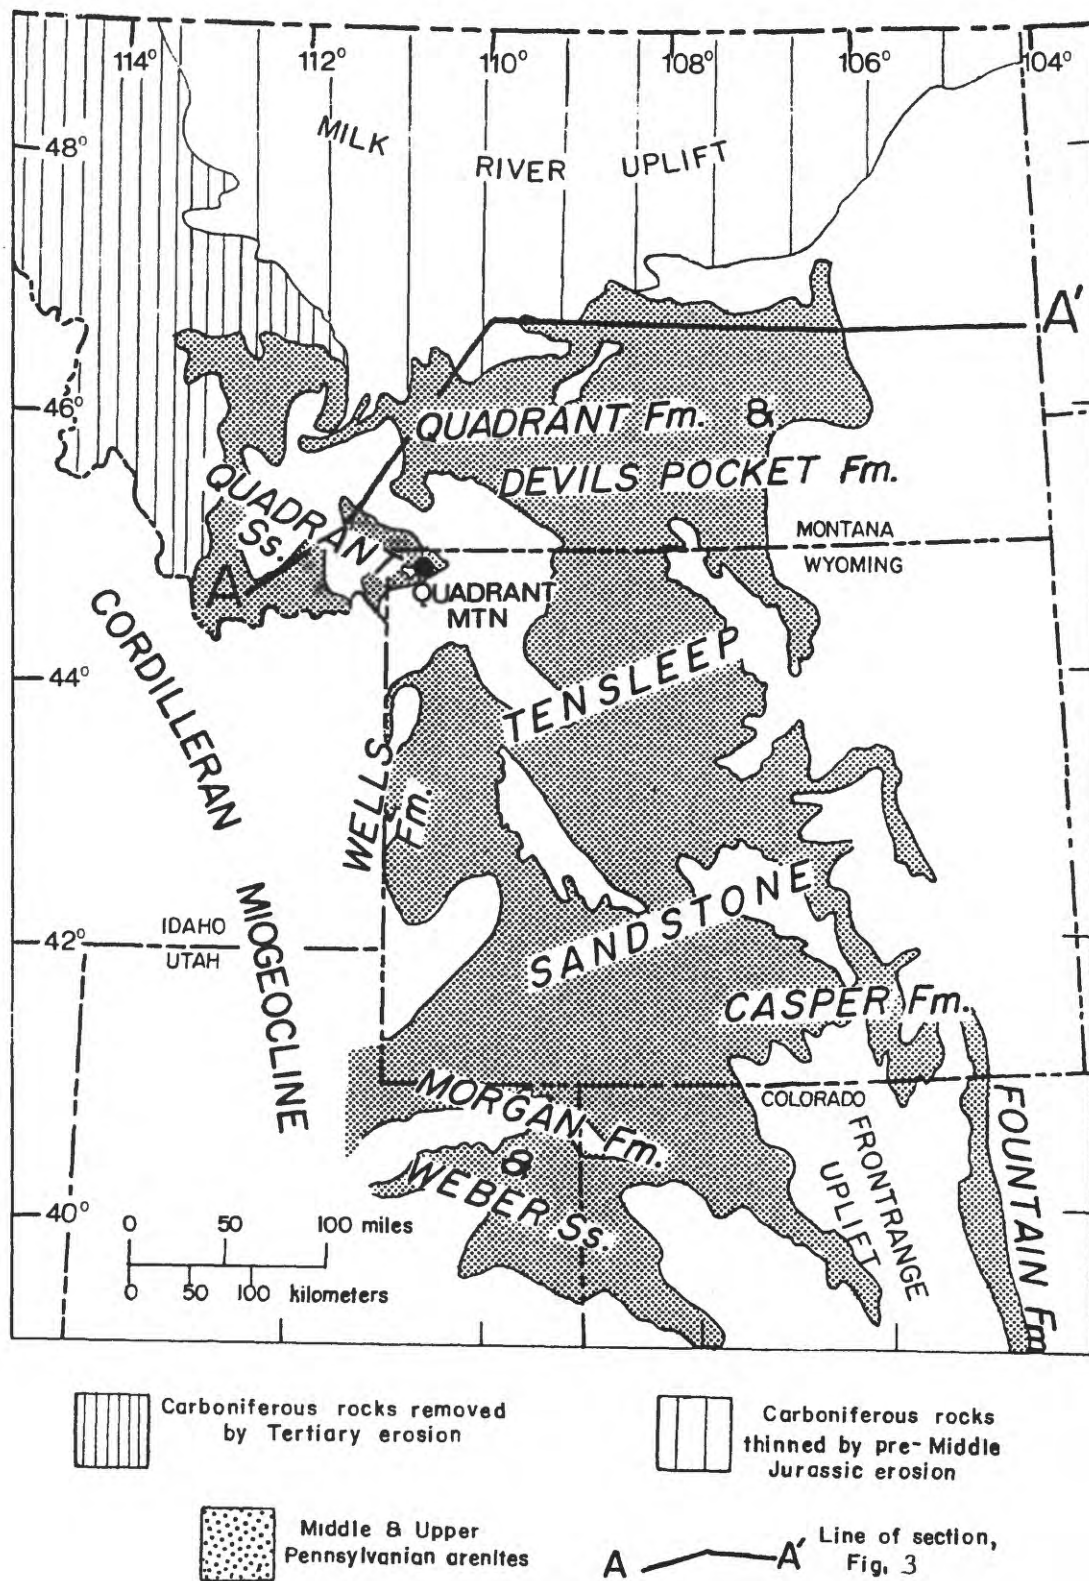 114°
112°
110°
108°
106°
104°
MILK RIVER UPLIFT
48°
A'
46°
QUADRANT Fm. &
DEVILS POCKET Fm.
QUADRANT
Ss.
MONTANA
WYOMING
A
QUADRANT
MTN
CORDILLERAN MIOGEOCLINE
44°
TENSLEEP
WELLS
Fm.
SANDSTONE
IDAHO
42°
UTAH
CASPER Fm.
MORGAN Fm.
&
WEBER Ss.
COLORADO
FRONTRANGE
UPLIFT
FOUNTAIN Fm
40°
0 50 100 miles
0 50 100 kilometers
Carboniferous rocks removed
by Tertiary erosion
Carboniferous rocks
thinned by pre-Middle
Jurassic erosion
Middle & Upper
Pennsylvanian arenites
A A' Line of section,
Fig. 3